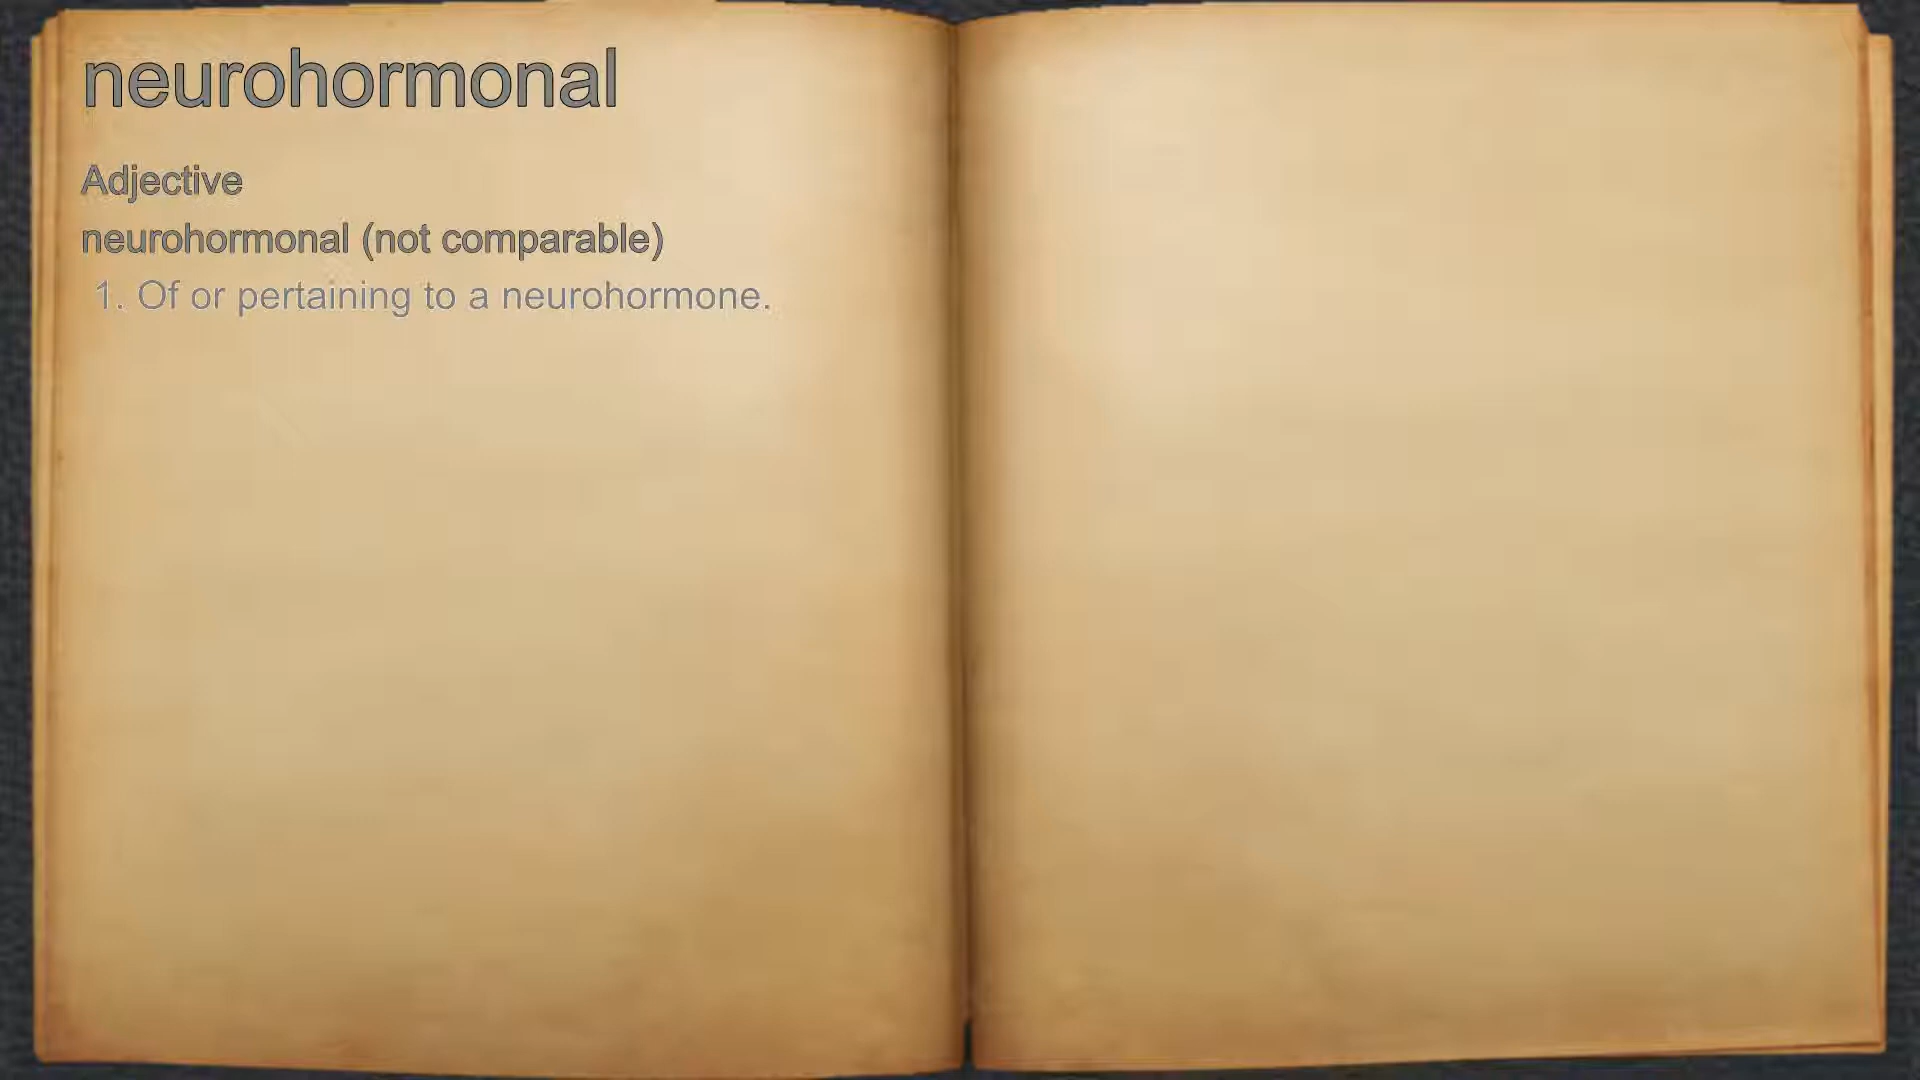 neurohormonal
Adjective
neurohormonal (not comparable)
1. Of or pertaining to a neurohormone.